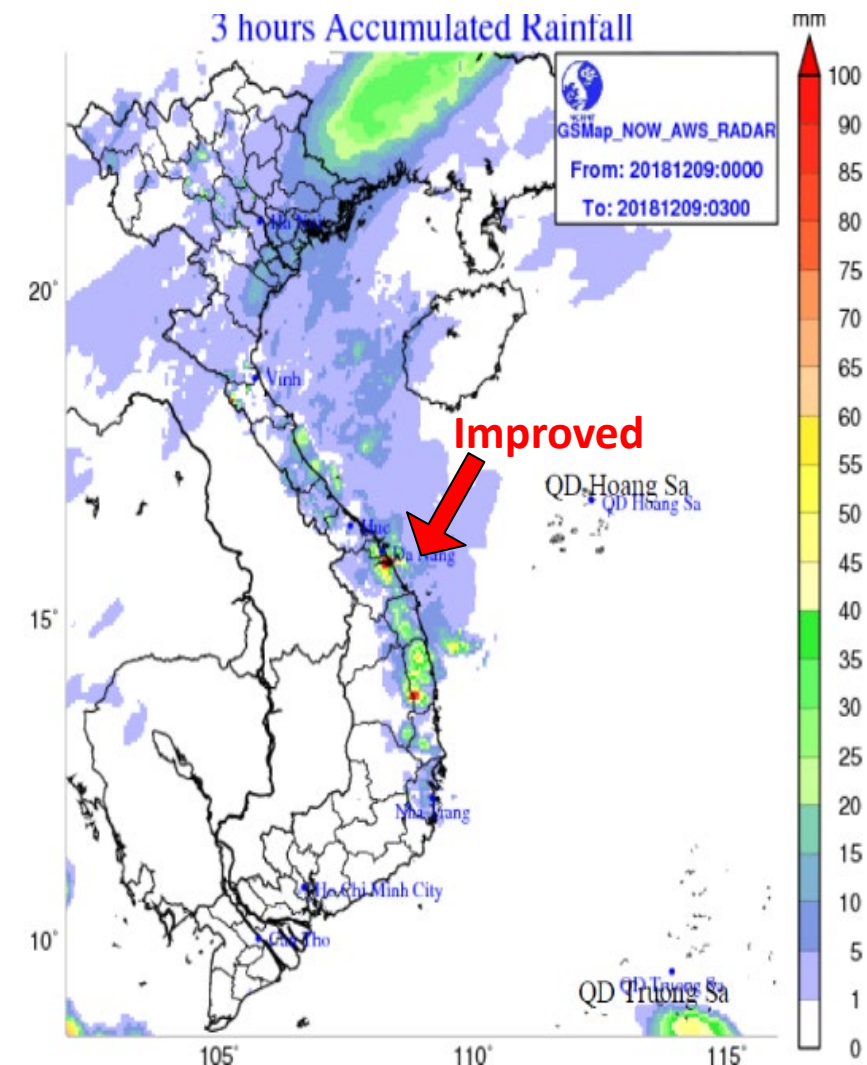 3 hours Accumulated Rainfall
mm
GSMap_NOW_AWS_RADAR
From: 20181209:0000
To: 20181209:0300
100
90
85
80
75
70
65
60
55
50
45
40
35
30
25
20
15
10
5
1
0
20°
15°
10°
105°
110°
115°
Vinh
Improved
QD Hoang Sa
QD Hoang Sa
Hue
Da Nang
Nha Trang
Ho Chi Minh City
Can Tho
QD Truong Sa
QD Truong Sa